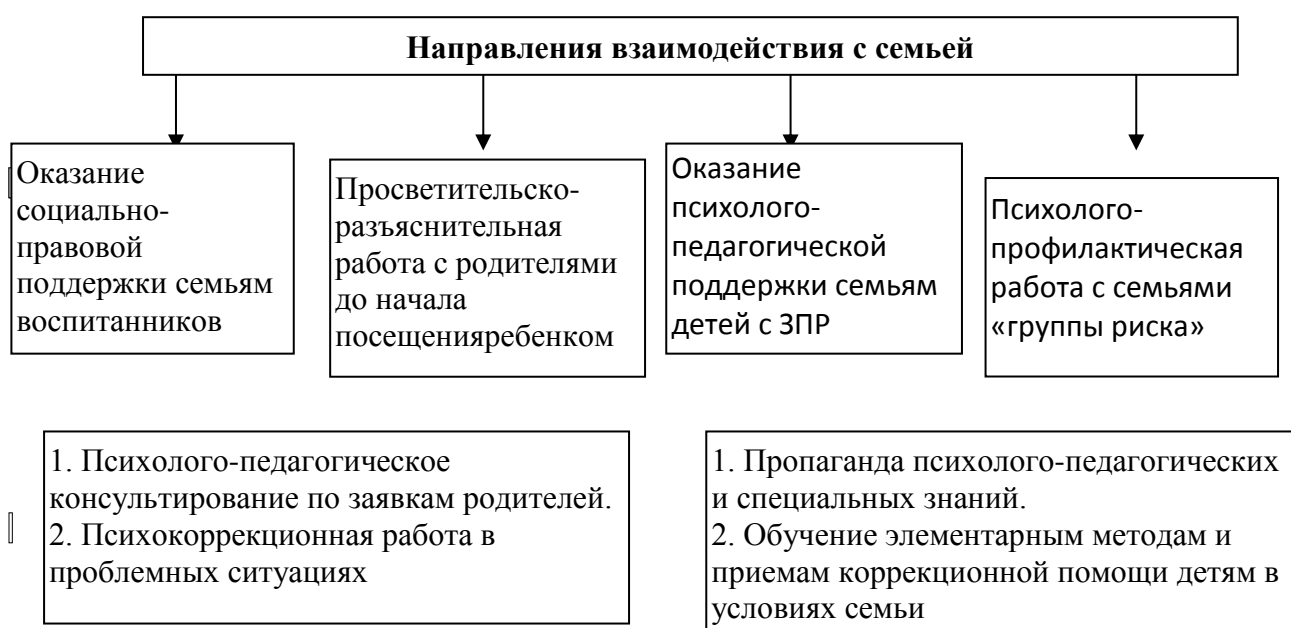 Направления взаимодействия с семьей
Оказание
социально-
правовой
поддержки семьям
воспитанников
Просветительско-
разъяснительная
работа с родителями
до начала
посещенияребенком
Оказание
психолого-
педагогической
поддержки семьям
детей с ЗПР
Психолого-
профилактическая
работа с семьями
«группы риска»
1. Психолого-педагогическое
консультирование по заявкам родителей.
2. Психокоррекционная работа в
проблемных ситуациях
1. Пропаганда психолого-педагогических
и специальных знаний.
2. Обучение элементарным методам и
приемам коррекционной помощи детям в
условиях семьи